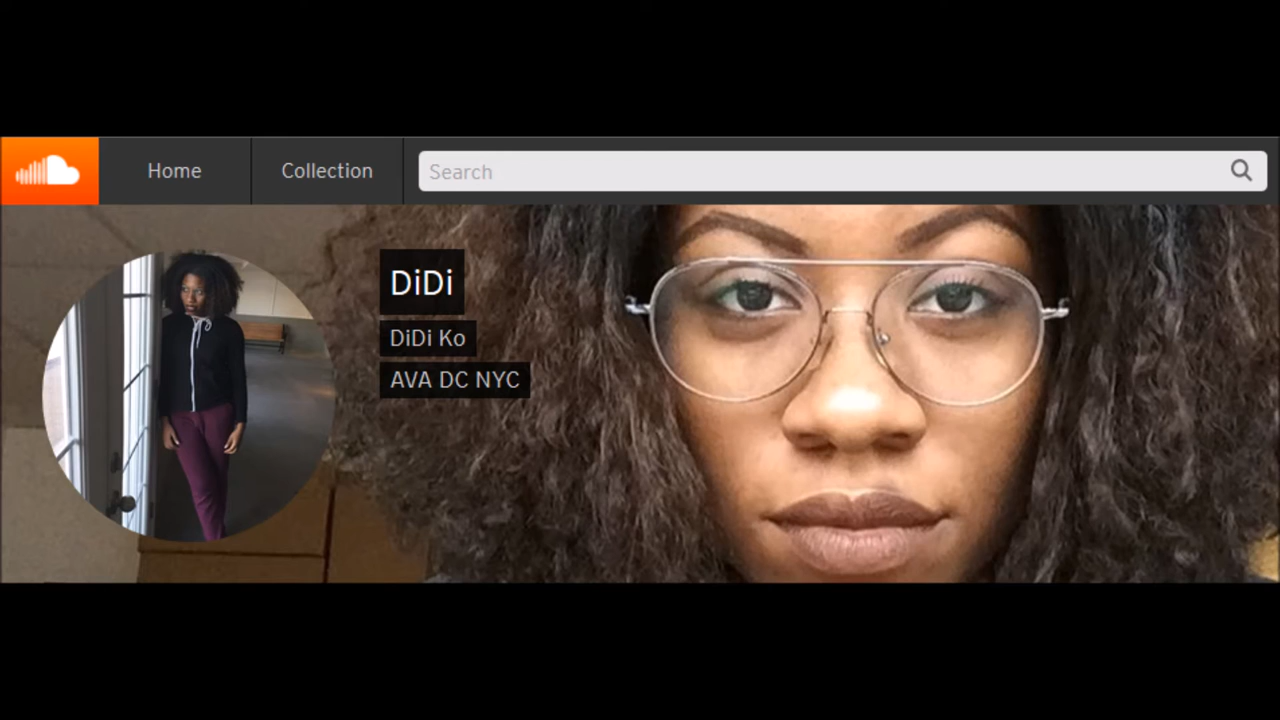 Home
Collection
Search
DiDi
DiDi Ko
AVA DC NYC